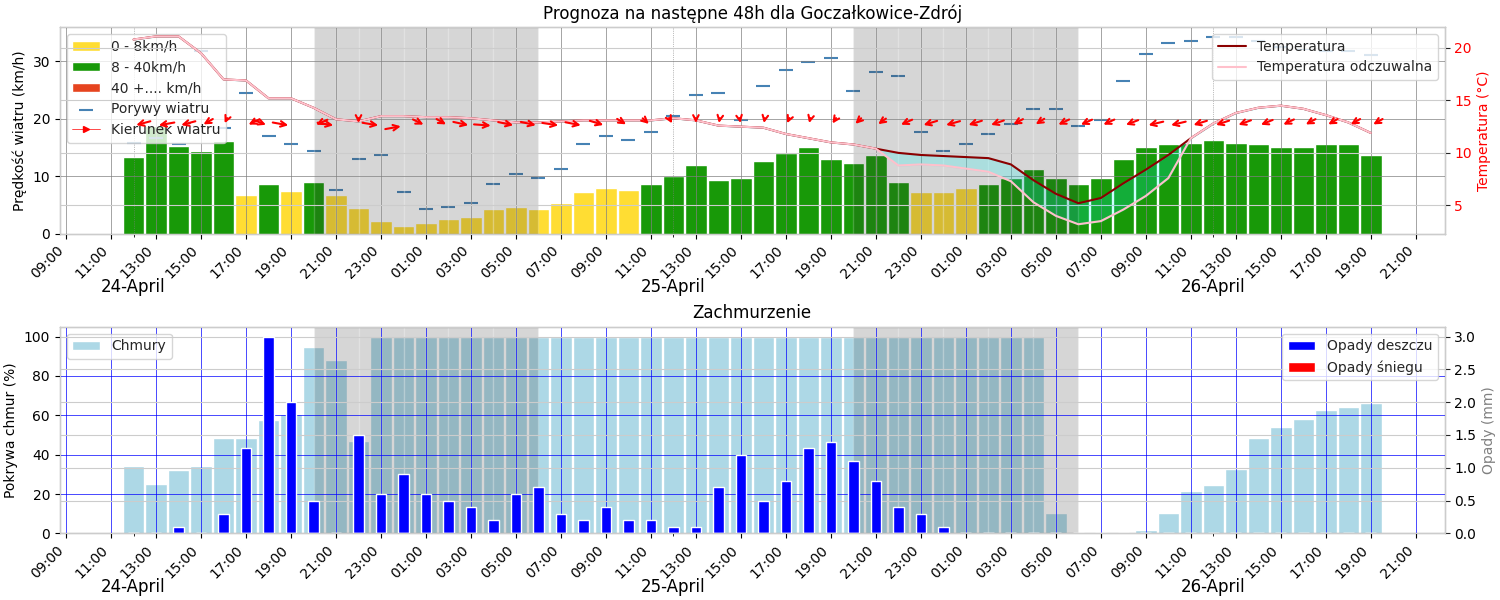 Prognoza na następne 48h dla Goczałkowice-Zdrój
Prędkość wiatru (km/h)
30
20
10
0
0 - 8km/h
8 - 40km/h
40 +.... km/h
Porywy wiatru
Kierunek wiatru
Temperatura
Temperatura odczuwalna
20
15
10
5
Temperatura (°C)
09:00 11:00 13:00 15:00 17:00 19:00 21:00 23:00 01:00 03:00 05:00 07:00 09:00 11:00 13:00 15:00 17:00 19:00 21:00 23:00 01:00 03:00 05:00 07:00 09:00 11:00 13:00 15:00 17:00 19:00 21:00
24-April 25-April 26-April
Zachmurzenie
Pokrywa chmur (%)
100
80
60
40
20
0
Chmury
Opady deszczu
Opady śniegu
3.0
2.5
2.0
1.5
1.0
0.5
0.0
Opady (mm)
09:00 11:00 13:00 15:00 17:00 19:00 21:00 23:00 01:00 03:00 05:00 07:00 09:00 11:00 13:00 15:00 17:00 19:00 21:00 23:00 01:00 03:00 05:00 07:00 09:00 11:00 13:00 15:00 17:00 19:00 21:00
24-April 25-April 26-April